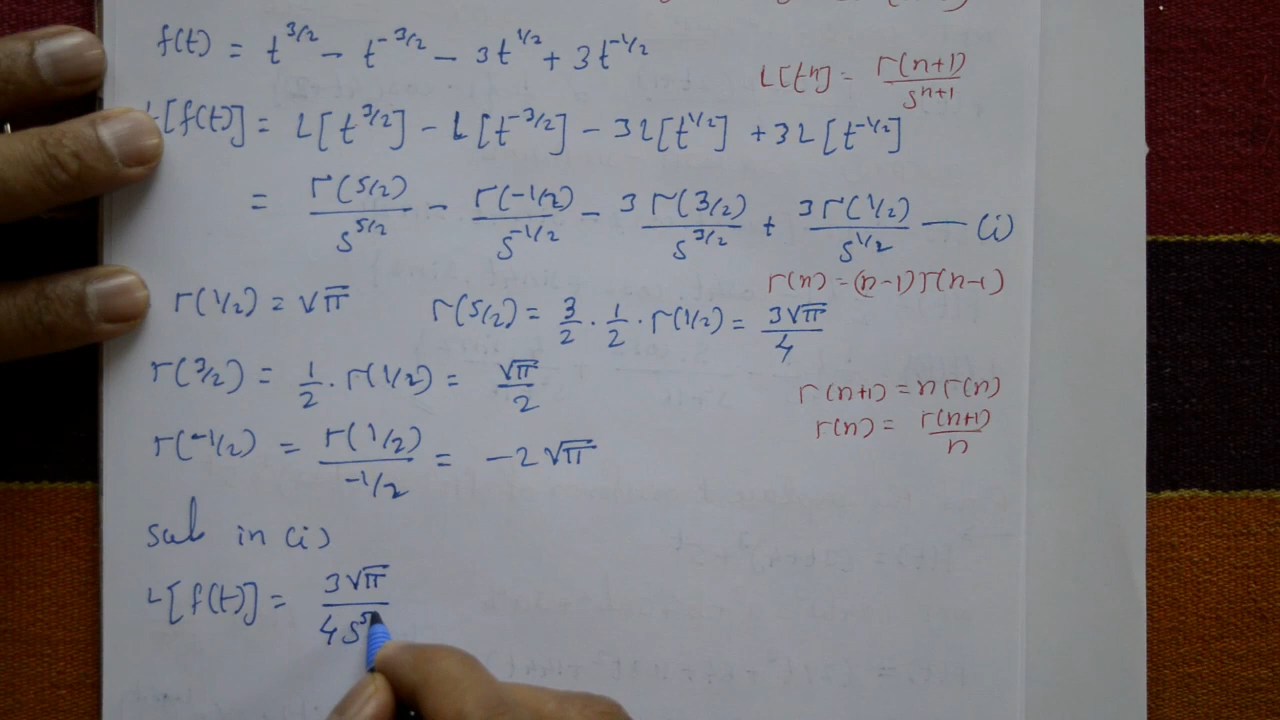 f(t) = t^{3/2} - t^{-3/2} - 3t^{1/2} + 3t^{-1/2}
L[t^n] = Γ(n+1)/s^{n+1}
L[f(t)] = L[t^{3/2}] - L[t^{-3/2}] - 3L[t^{1/2}] + 3L[t^{-1/2}]
= Γ(5/2)/s^{5/2} - Γ(-1/2)/s^{-1/2} - 3Γ(3/2)/s^{3/2} + 3Γ(1/2)/s^{1/2} — (i)
Γ(n) = (n-1)Γ(n-1)
Γ(1/2) = √π Γ(5/2) = 3/2 · 1/2 · Γ(1/2) = 3√π/4
Γ(3/2) = 1/2 · Γ(1/2) = √π/2
Γ(n+1) = nΓ(n)
Γ(n) = Γ(n+1)/n
Γ(-1/2) = Γ(1/2)/-1/2 = -2√π
sub in (i)
L[f(t)] = 3√π/4s^5